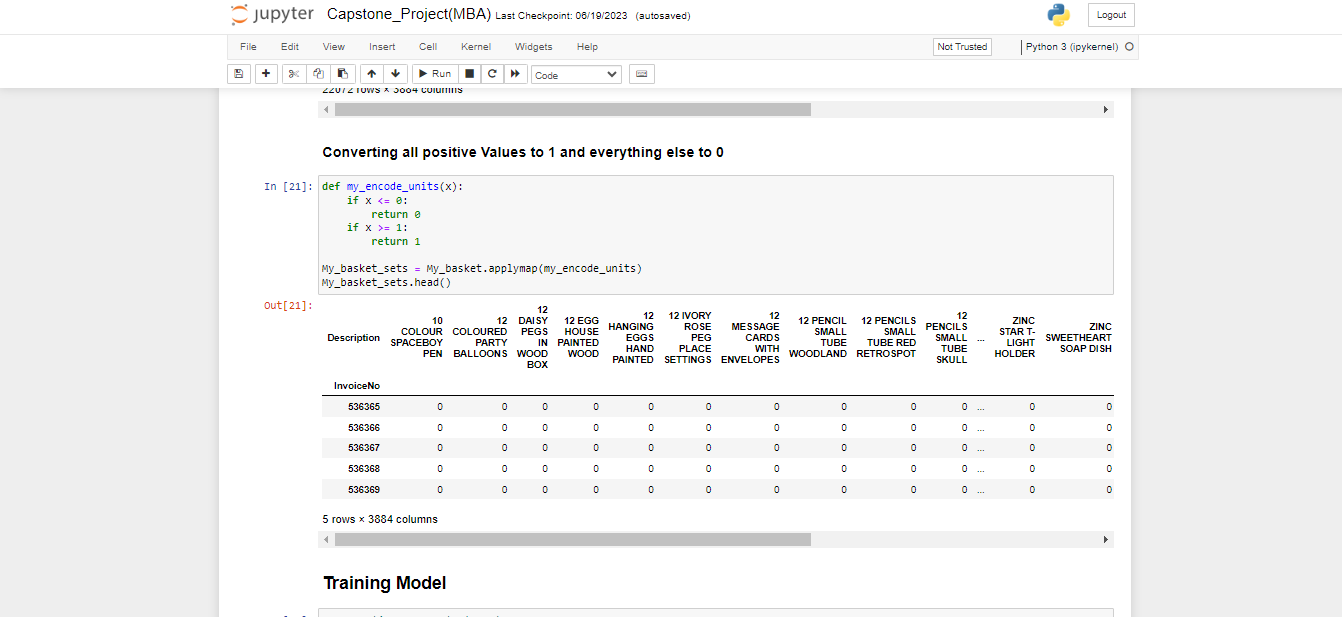 jupyter Capstone_Project(MBA) Last Checkpoint: 06/19/2023 (autosaved) Logout
File Edit View Insert Cell Kernel Widgets Help Not Trusted Python 3 (ipykernel)
Run Code
22072 rows × 3884 columns
Converting all positive Values to 1 and everything else to 0
In [21]: def my_encode_units(x):
if x <= 0:
return 0
if x >= 1:
return 1
My_basket_sets = My_basket.applymap(my_encode_units)
My_basket_sets.head()
Out[21]:
Description 10 COLOUR SPACEBOY PEN 12 COLOURED PARTY BALLOONS 12 DAISY PEGS IN WOOD BOX 12 EGG HOUSE PAINTED WOOD 12 HANGING EGGS HAND PAINTED 12 IVORY ROSE PEG PLACE SETTINGS 12 MESSAGE CARDS WITH ENVELOPES 12 PENCIL SMALL TUBE WOODLAND 12 PENCILS SMALL TUBE RED RETROSPOT 12 PENCILS SMALL TUBE SKULL ... ZINC STAR T-LIGHT HOLDER ZINC SWEETHEART SOAP DISH
InvoiceNo
536365 0 0 0 0 0 0 0 0 0 0 ... 0 0
536366 0 0 0 0 0 0 0 0 0 0 ... 0 0
536367 0 0 0 0 0 0 0 0 0 0 ... 0 0
536368 0 0 0 0 0 0 0 0 0 0 ... 0 0
536369 0 0 0 0 0 0 0 0 0 0 ... 0 0
5 rows × 3884 columns
Training Model